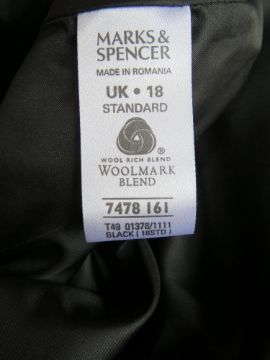 MARKS &
SPENCER
MADE IN ROMANIA
UK • 18
STANDARD
WOOL RICH BLEND
WOOLMARK
BLEND
7478 161
T49 01378/1111
BLACK ( 18STD )